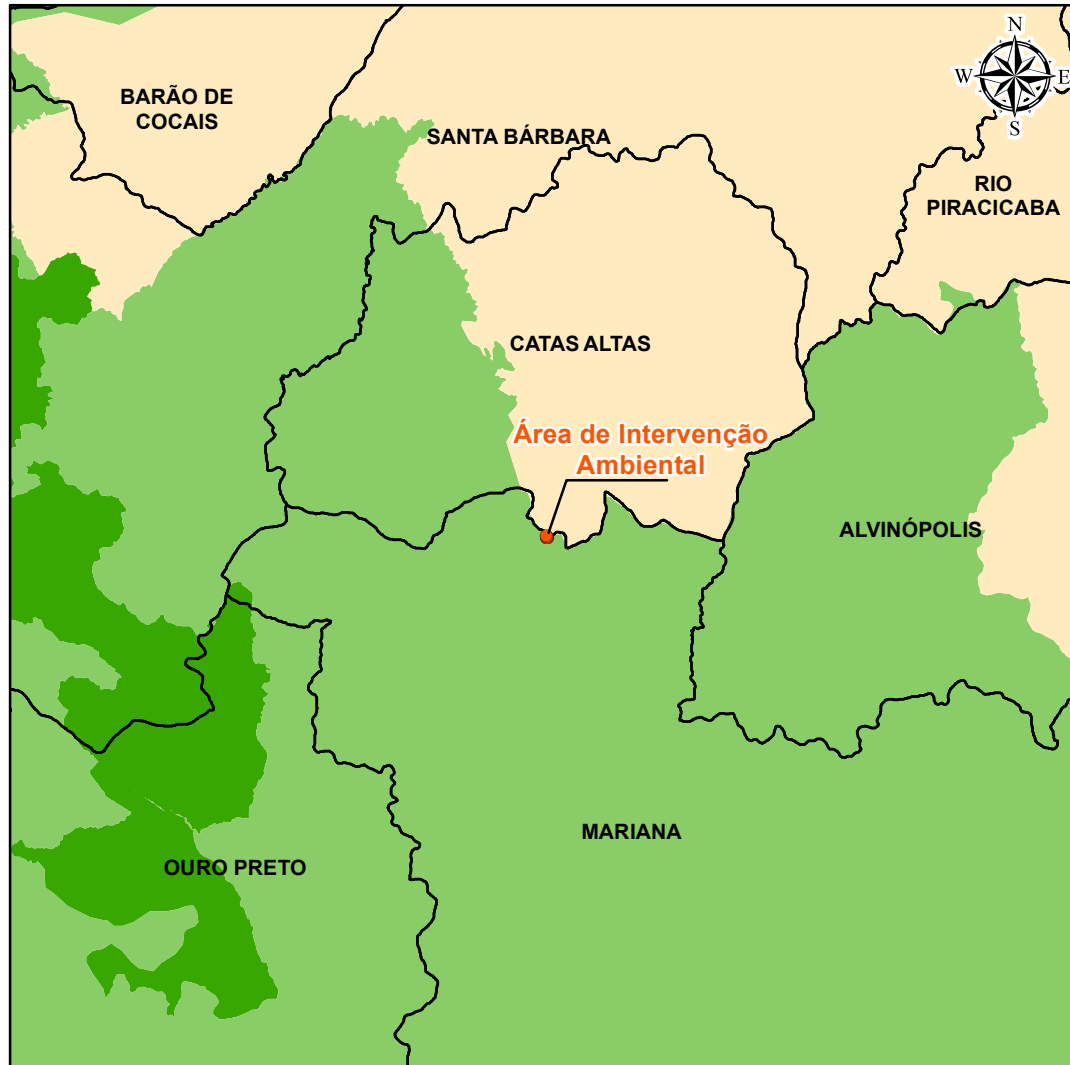 N
W
E
S
BARÃO DE
COCAIS
SANTA BÁRBARA
RIO
PIRACICABA
CATAS ALTAS
Área de Intervenção
Ambiental
ALVINÓPOLIS
MARIANA
OURO PRETO